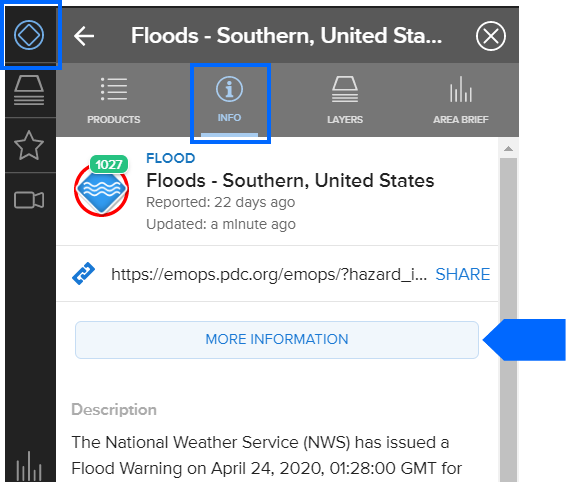 Floods - Southern, United Sta...
PRODUCTS
INFO
LAYERS
AREA BRIEF
1027
FLOOD
Floods - Southern, United States
Reported: 22 days ago
Updated: a minute ago
https://emops.pdc.org/emops/?hazard_i... SHARE
MORE INFORMATION
Description
The National Weather Service (NWS) has issued a
Flood Warning on April 24, 2020, 01:28:00 GMT for